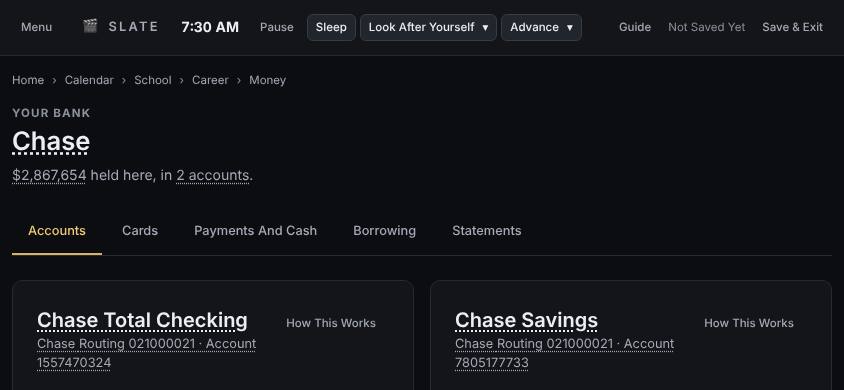 Menu 🎬 SLATE 7:30 AM Pause Sleep Look After Yourself ▾ Advance ▾ Guide Not Saved Yet Save & Exit
Home › Calendar › School › Career › Money
YOUR BANK
Chase
$2,867,654 held here, in 2 accounts.
Accounts Cards Payments And Cash Borrowing Statements
Chase Total Checking How This Works
Chase Routing 021000021 · Account
1557470324
Chase Savings How This Works
Chase Routing 021000021 · Account
7805177733